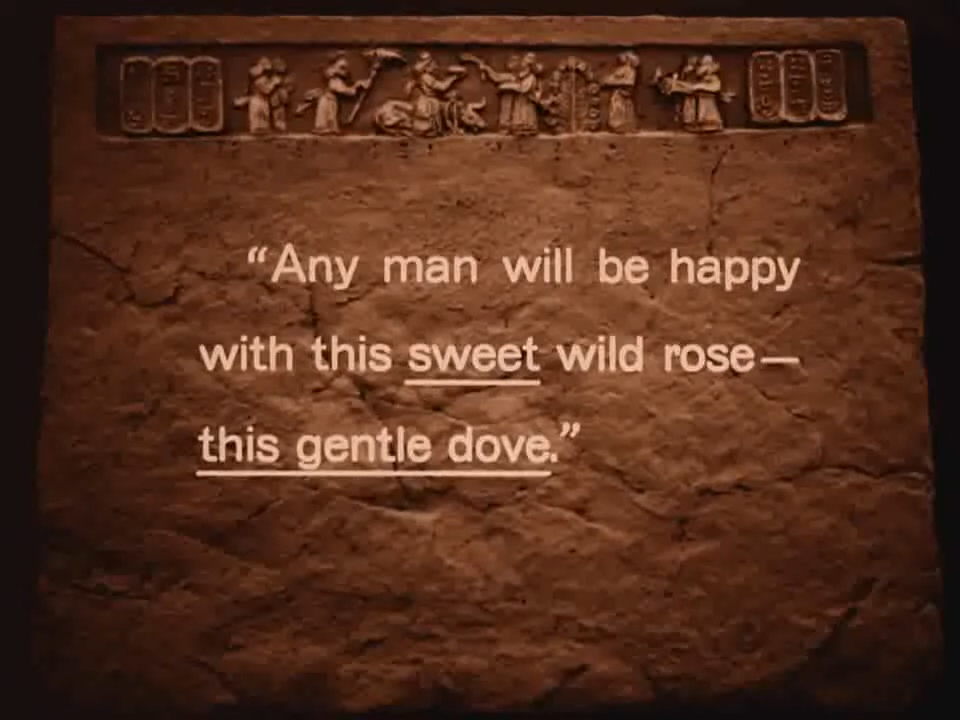 “Any man will be happy
with this sweet wild rose—
this gentle dove.”